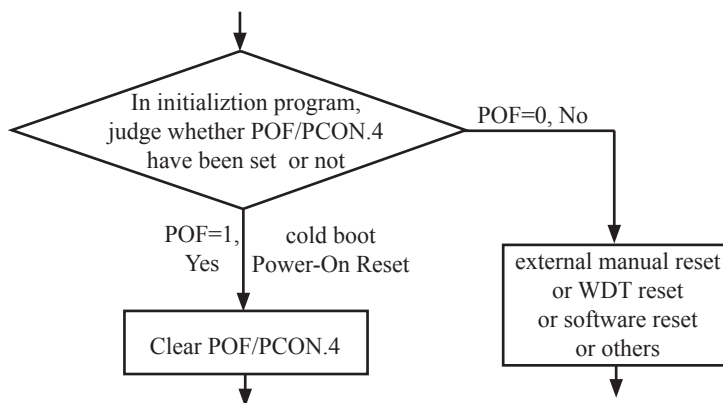 In initializtion program,
judge whether POF/PCON.4
have been set or not
POF=0, No
POF=1,
Yes
cold boot
Power-On Reset
external manual reset
or WDT reset
or software reset
or others
Clear POF/PCON.4